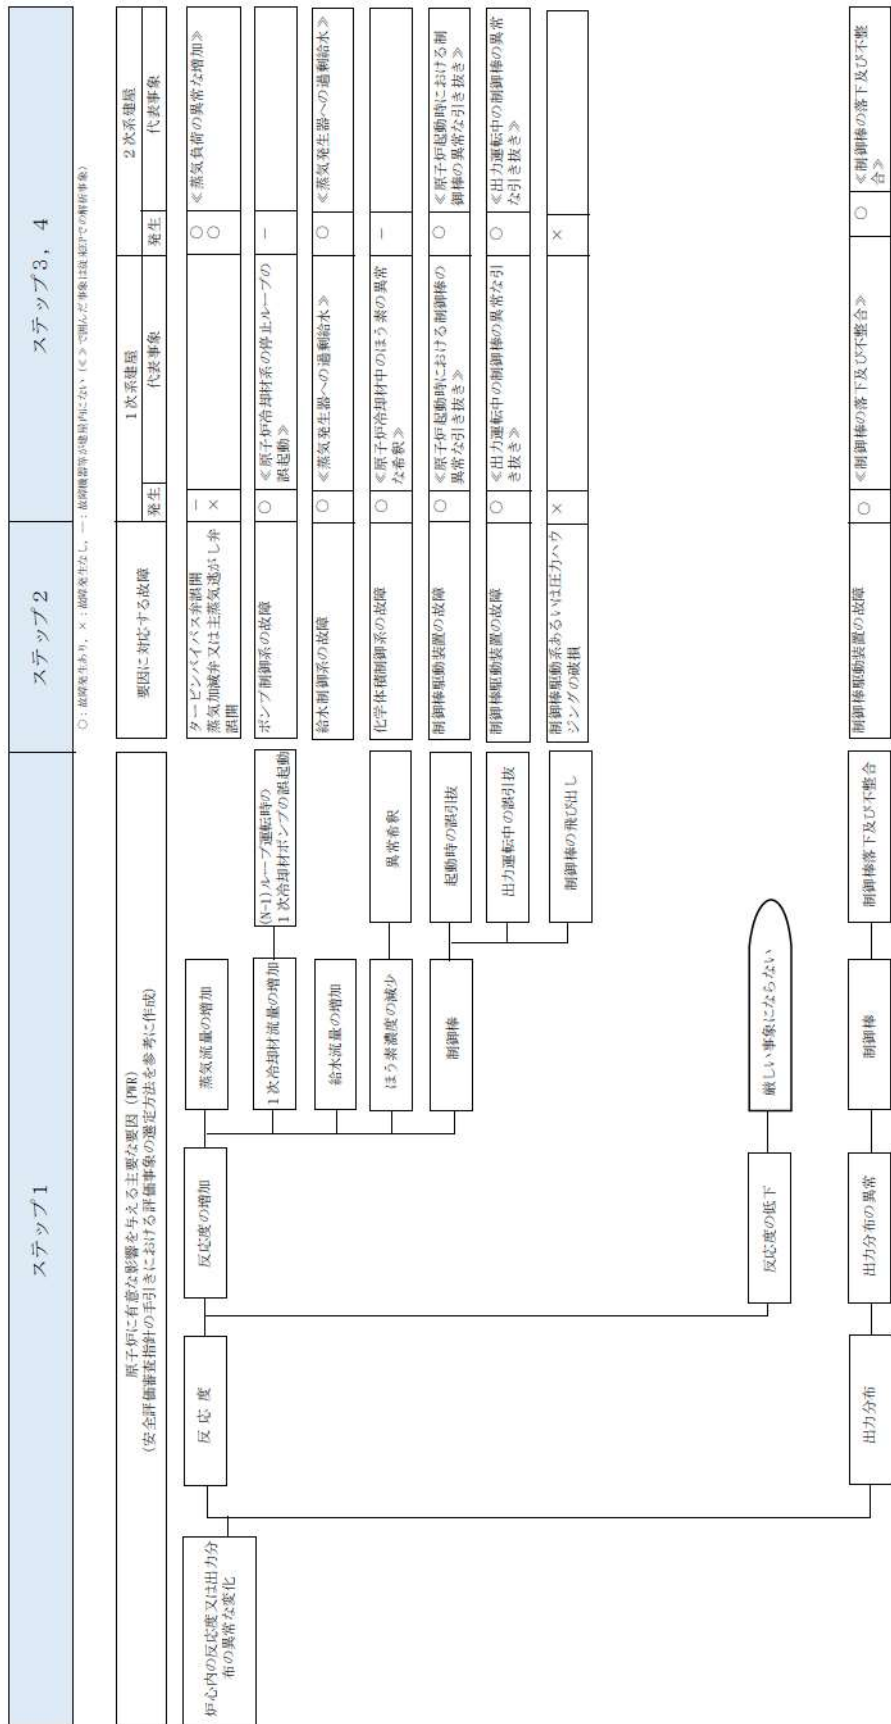 ステップ1
ステップ2
ステップ3，4
○：故障発生あり，×：故障発生なし，－：故障機器等が建屋内にない（≪≫で囲んだ事象は従来EPでの解析事象）
原子炉に有意な影響を与える主要な要因（PWR）
（安全評価審査指針の手引きにおける評価事象の選定方法を参考に作成）
要因に対応する故障
1次系建屋
2次系建屋
発生
代表事象
発生
代表事象
炉心内の反応度又は出力分
布の異常な変化
反 応 度
反応度の増加
蒸気流量の増加
タービンバイパス弁誤開
蒸気加減弁又は主蒸気逃がし弁
誤開
－
×
○
○
≪蒸気負荷の異常な増加≫
1次冷却材流量の増加
(N-1)ループ運転時の
1次冷却材ポンプの誤起動
ポンプ制御系の故障
○
≪原子炉冷却材系の停止ループの
誤起動≫
－
給水流量の増加
給水制御系の故障
○
≪蒸気発生器への過剰給水≫
○
≪蒸気発生器への過剰給水≫
ほう素濃度の減少
異常希釈
化学体積制御系の故障
○
≪原子炉冷却材中のほう素の異常
な希釈≫
－
制御棒
起動時の誤引抜
制御棒駆動装置の故障
○
≪原子炉起動時における制御棒の
異常な引き抜き≫
○
≪原子炉起動時における制
御棒の異常な引き抜き≫
出力運転中の誤引抜
制御棒駆動装置の故障
○
≪出力運転中の制御棒の異常な引
き抜き≫
○
≪出力運転中の制御棒の異常
な引き抜き≫
制御棒の飛び出し
制御棒駆動系あるいは圧力ハウ
ジングの破損
×
×
反応度の低下
厳しい事象にならない
出力分布
出力分布の異常
制御棒
制御棒落下及び不整合
制御棒駆動装置の故障
○
≪制御棒の落下及び不整合≫
○
≪制御棒の落下及び不整
合≫